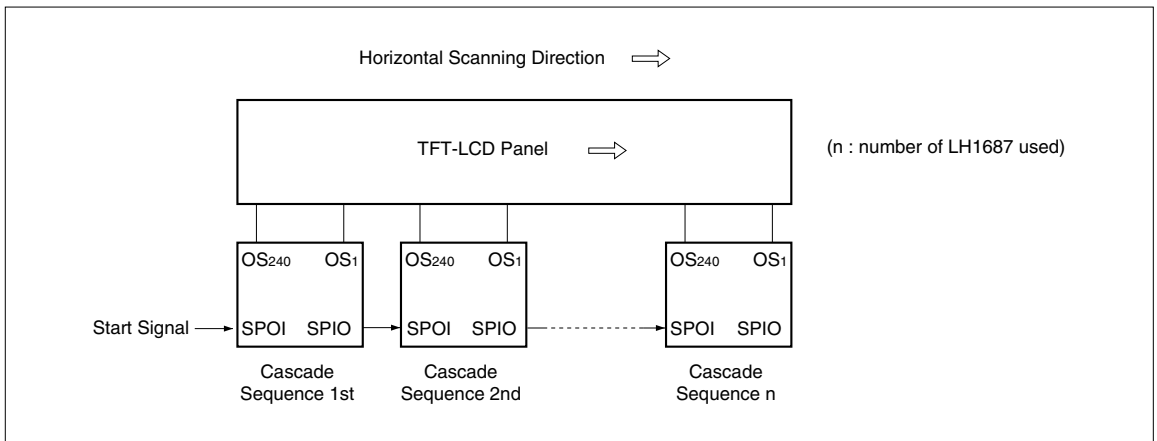 Horizontal Scanning Direction
TFT-LCD Panel
(n : number of LH1687 used)
OS240 OS1
OS240 OS1
OS240 OS1
Start Signal
SPOI SPIO
SPOI SPIO
SPOI SPIO
Cascade
Sequence 1st
Cascade
Sequence 2nd
Cascade
Sequence n